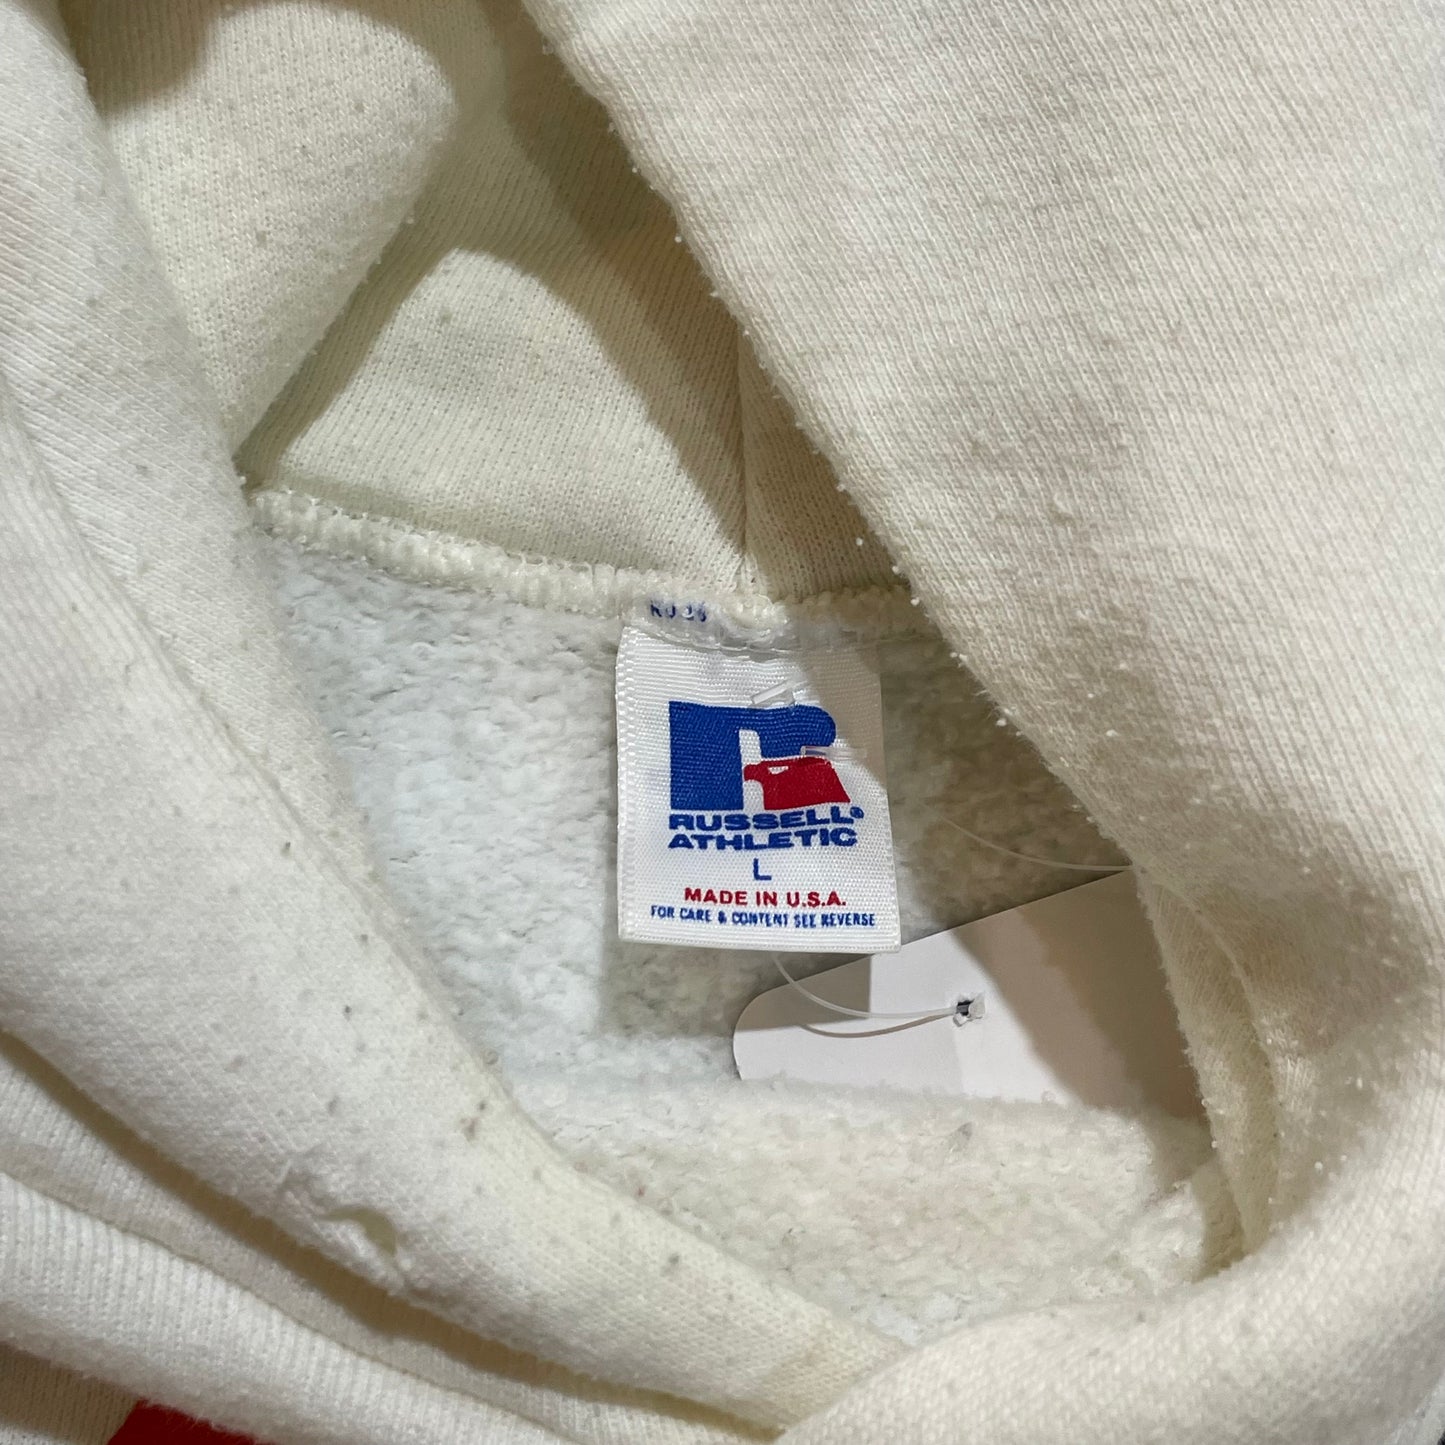 RUSSELL®
ATHLETIC
L
MADE IN U.S.A.
FOR CARE & CONTENT SEE REVERSE